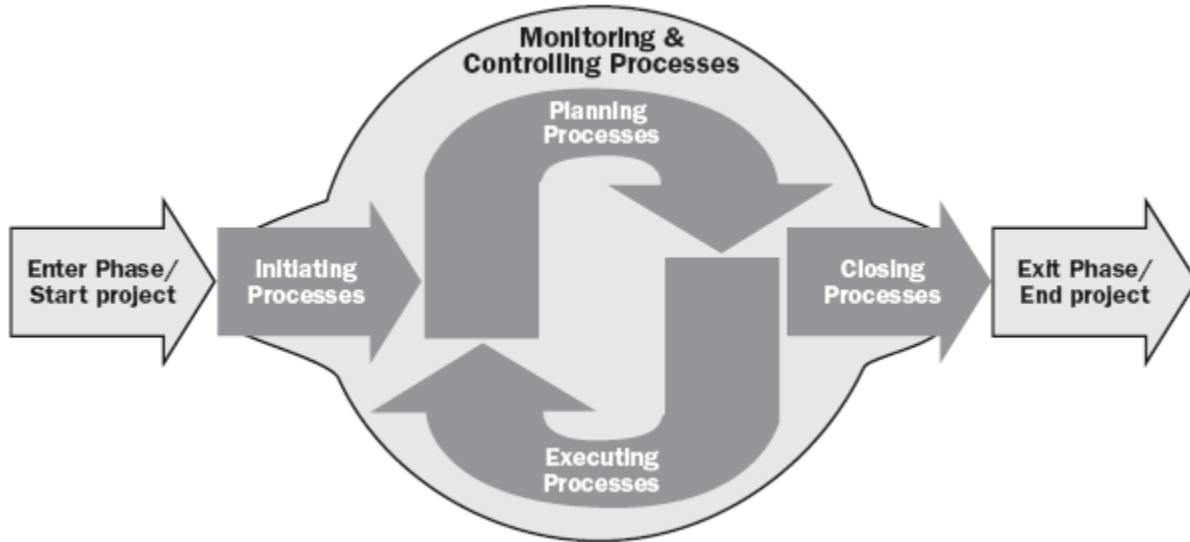 Monitoring &
Controlling Processes
Planning
Processes
Enter Phase/
Start project
Initiating
Processes
Closing
Processes
Exit Phase/
End project
Executing
Processes